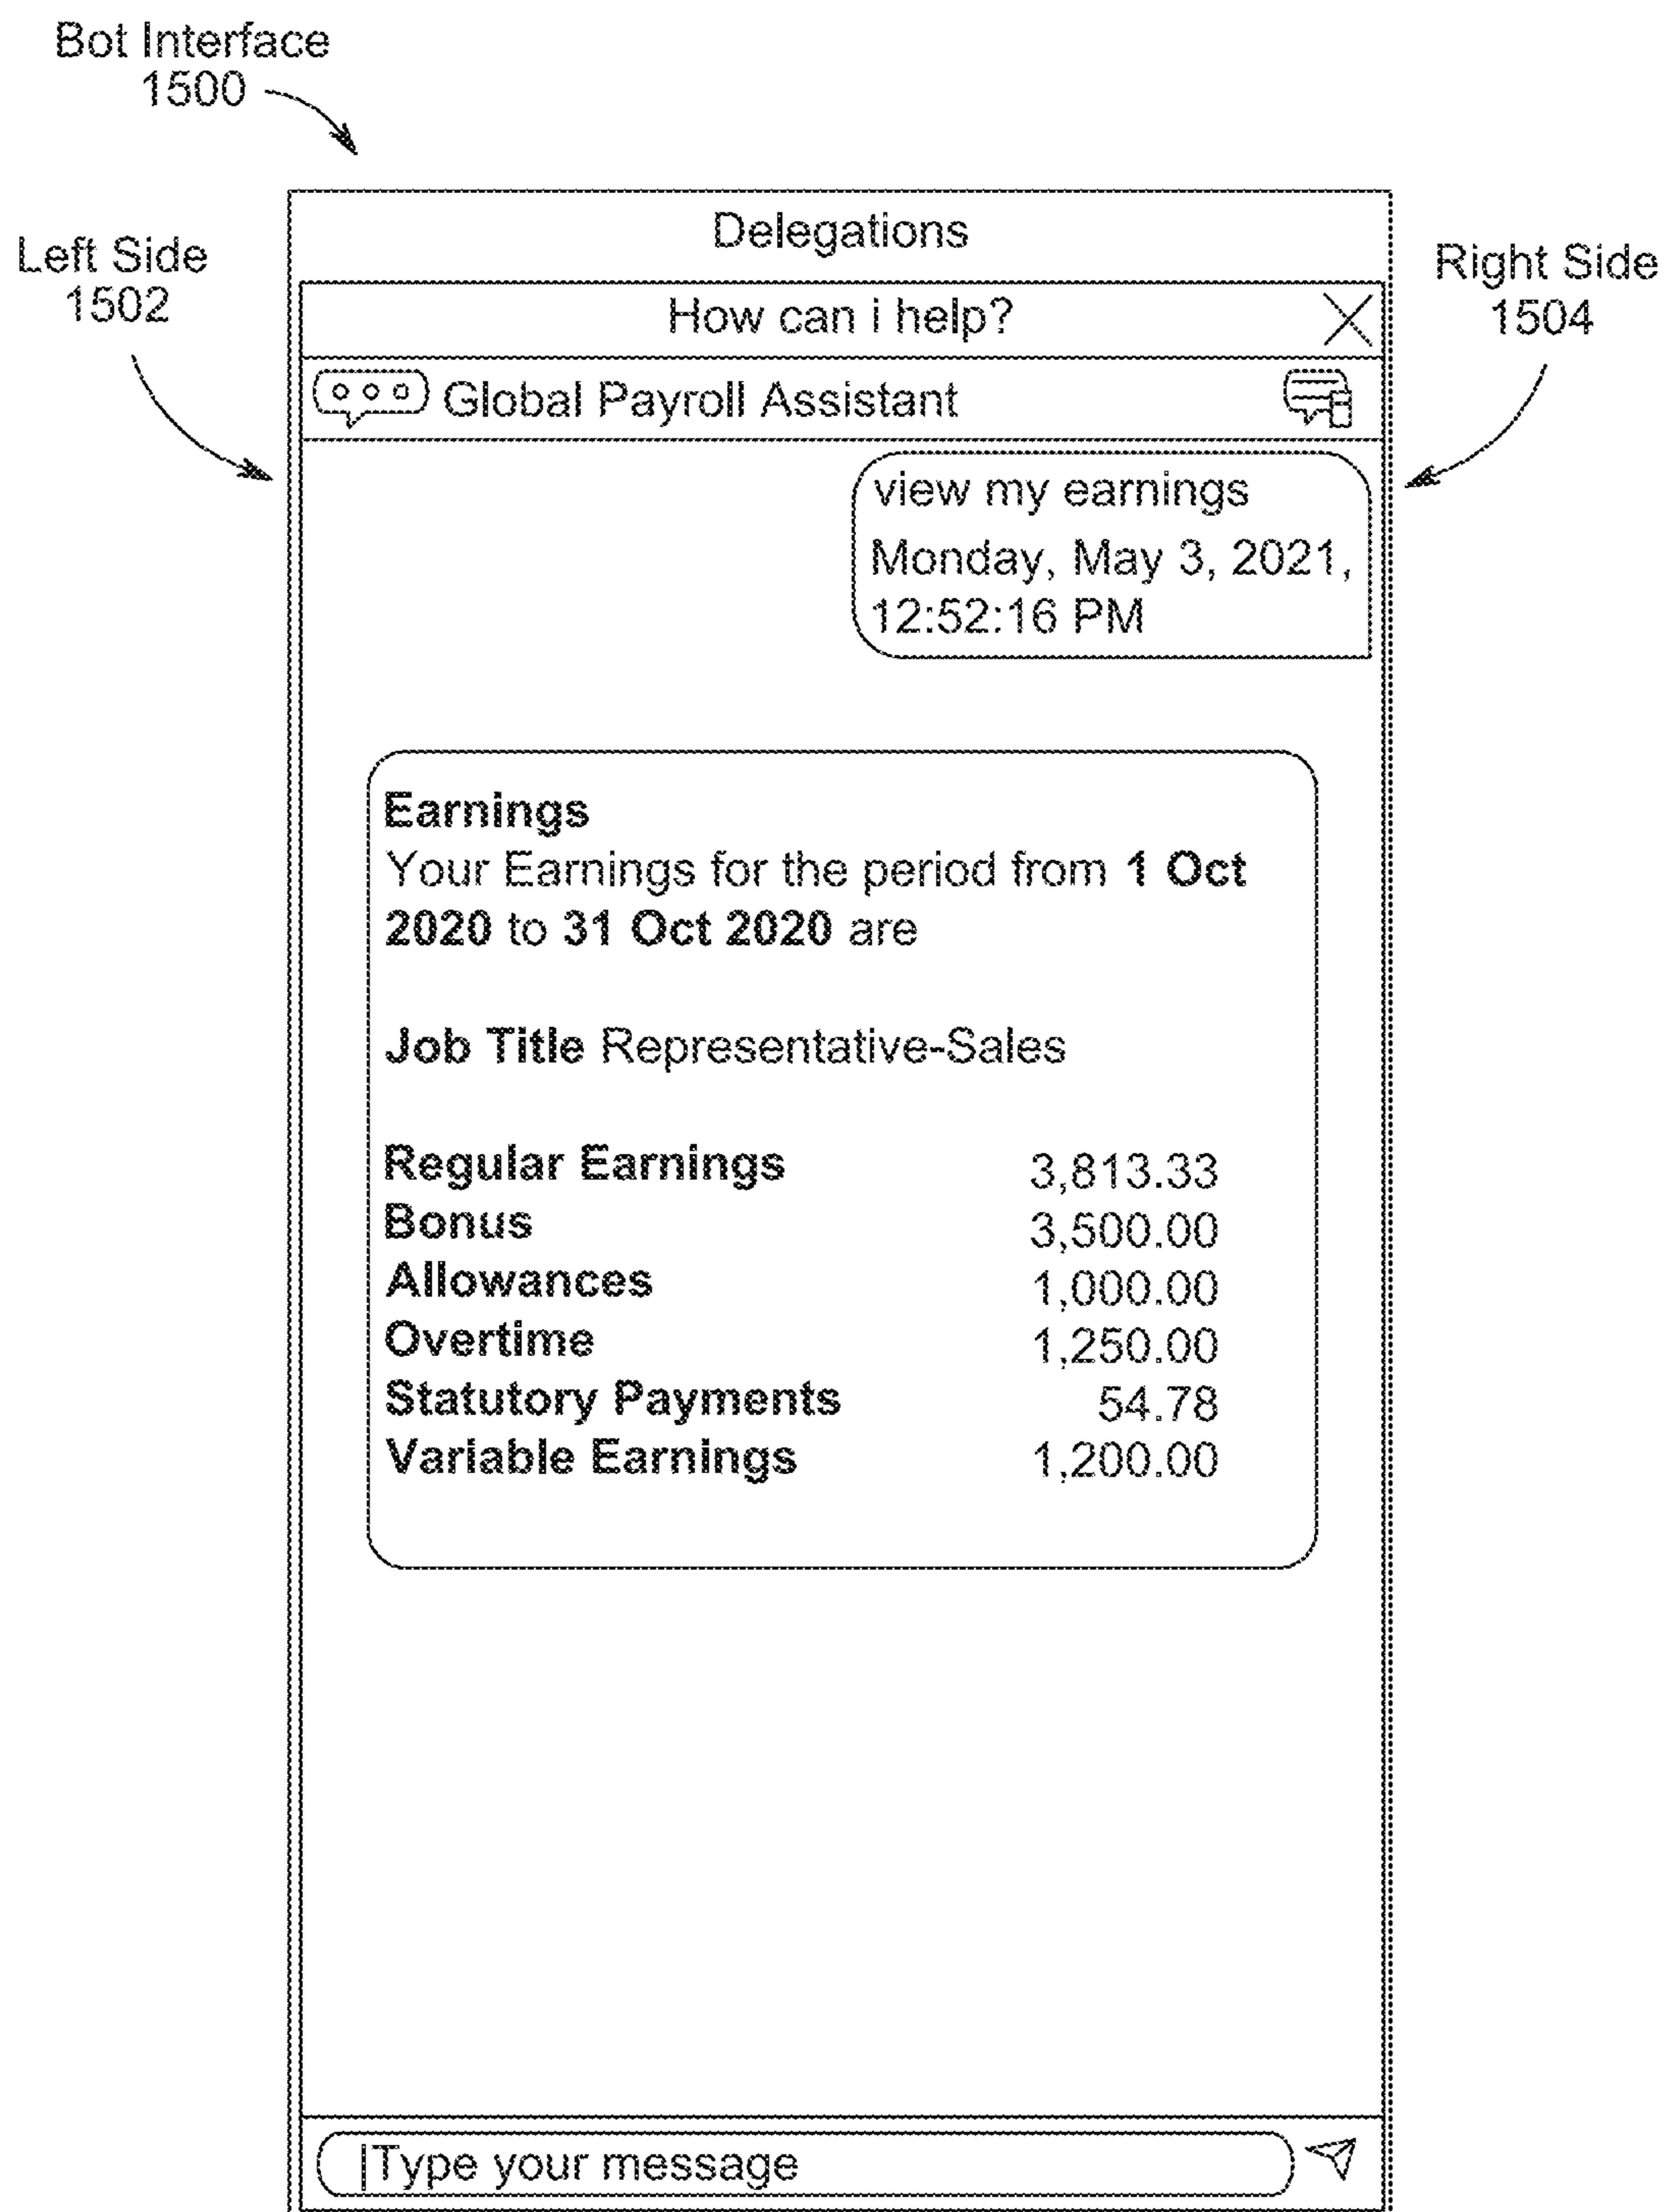 Bot Interface
1500
Left Side
1502
Right Side
1504
Delegations
How can i help?
Global Payroll Assistant
view my earnings
Monday, May 3, 2021,
12:52:16 PM
Earnings
Your Earnings for the period from 1 Oct
2020 to 31 Oct 2020 are
Job Title Representative-Sales
Regular Earnings 3,813.33
Bonus 3,500.00
Allowances 1,000.00
Overtime 1,250.00
Statutory Payments 54.78
Variable Earnings 1,200.00
Type your message